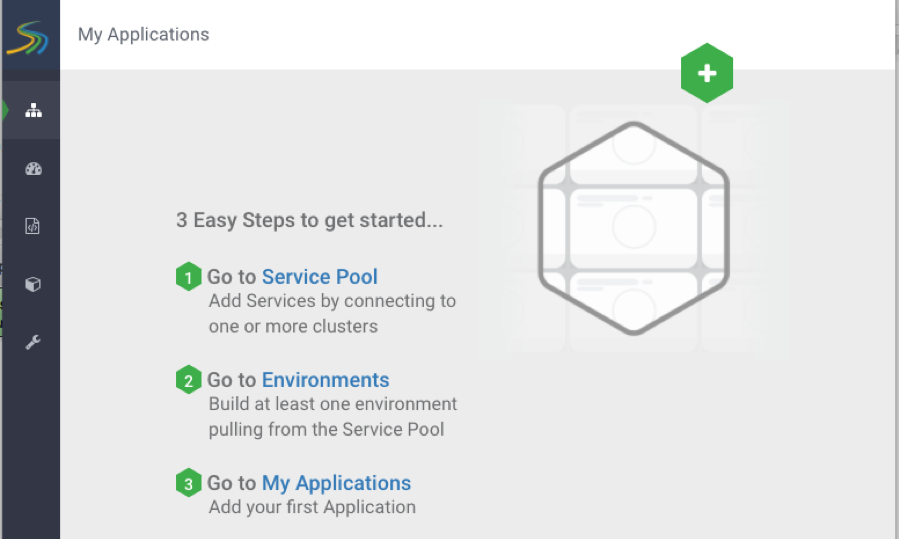 My Applications
3 Easy Steps to get started...
1 Go to Service Pool
Add Services by connecting to
one or more clusters
2 Go to Environments
Build at least one environment
pulling from the Service Pool
3 Go to My Applications
Add your first Application